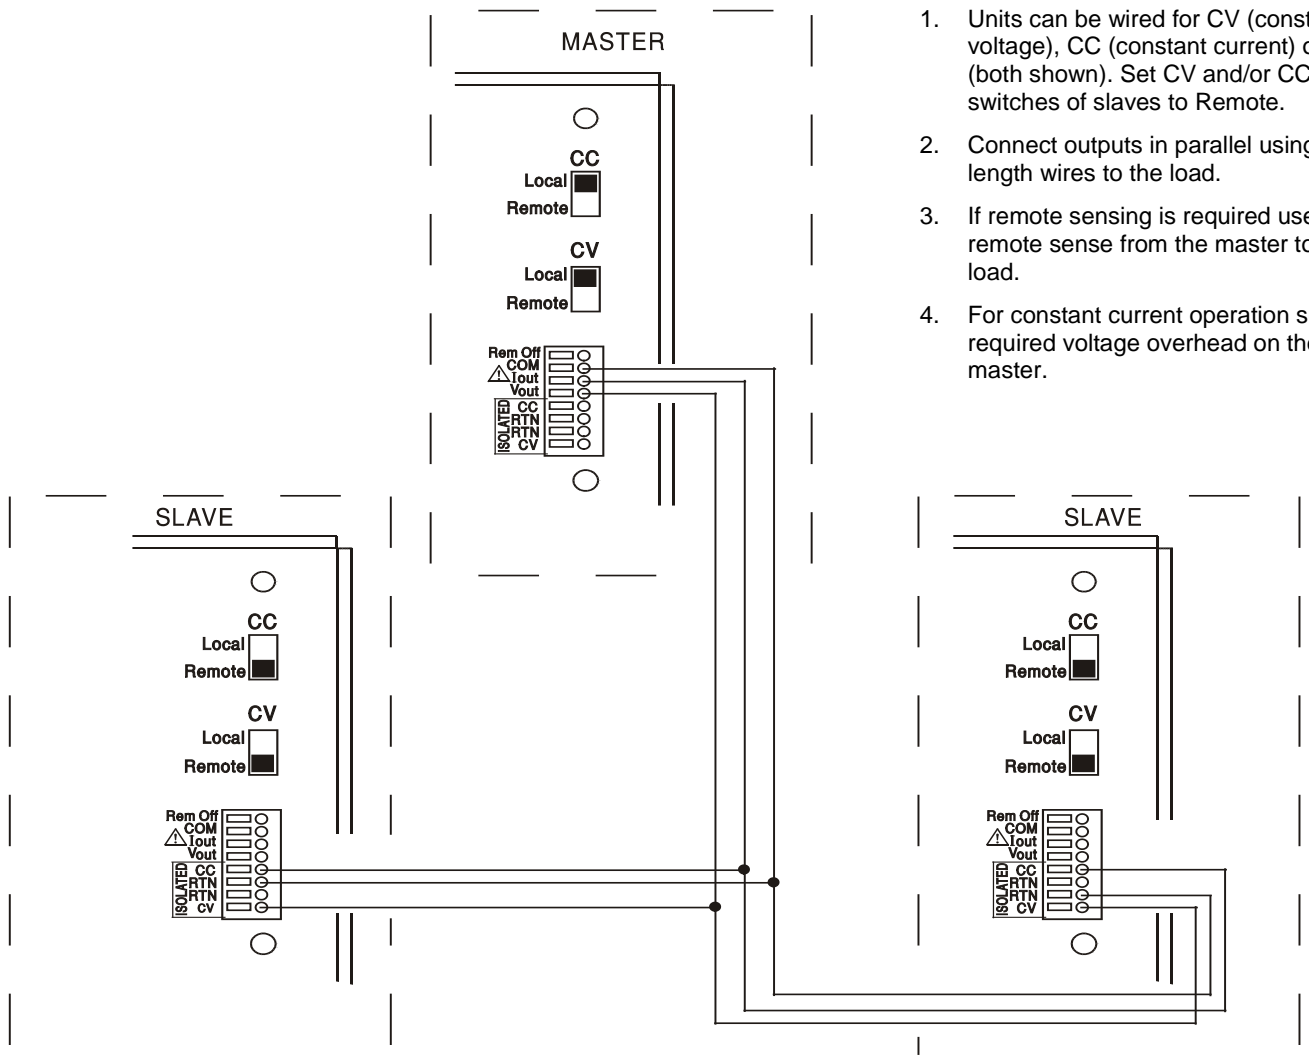 MASTER
CC
Local
Remote
CV
Local
Remote
Rem Off
COM
Iout
Vout
ISOLATED
CC
RTN
RTN
CV
1. Units can be wired for CV (const
voltage), CC (constant current)
(both shown). Set CV and/or CC
switches of slaves to Remote.
2. Connect outputs in parallel using
length wires to the load.
3. If remote sensing is required use
remote sense from the master to
load.
4. For constant current operation s
required voltage overhead on the
master.
SLAVE
CC
Local
Remote
CV
Local
Remote
Rem Off
COM
Iout
Vout
ISOLATED
CC
RTN
RTN
CV
SLAVE
CC
Local
Remote
CV
Local
Remote
Rem Off
COM
Iout
Vout
ISOLATED
CC
RTN
RTN
CV